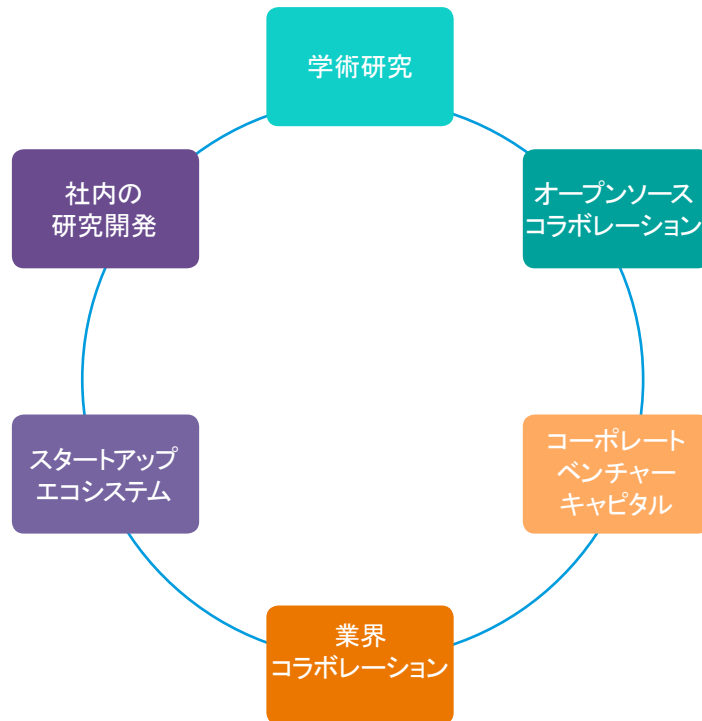 学術研究
オープンソース
コラボレーション
コーポレート
ベンチャー
キャピタル
業界
コラボレーション
スタートアップ
エコシステム
社内の
研究開発